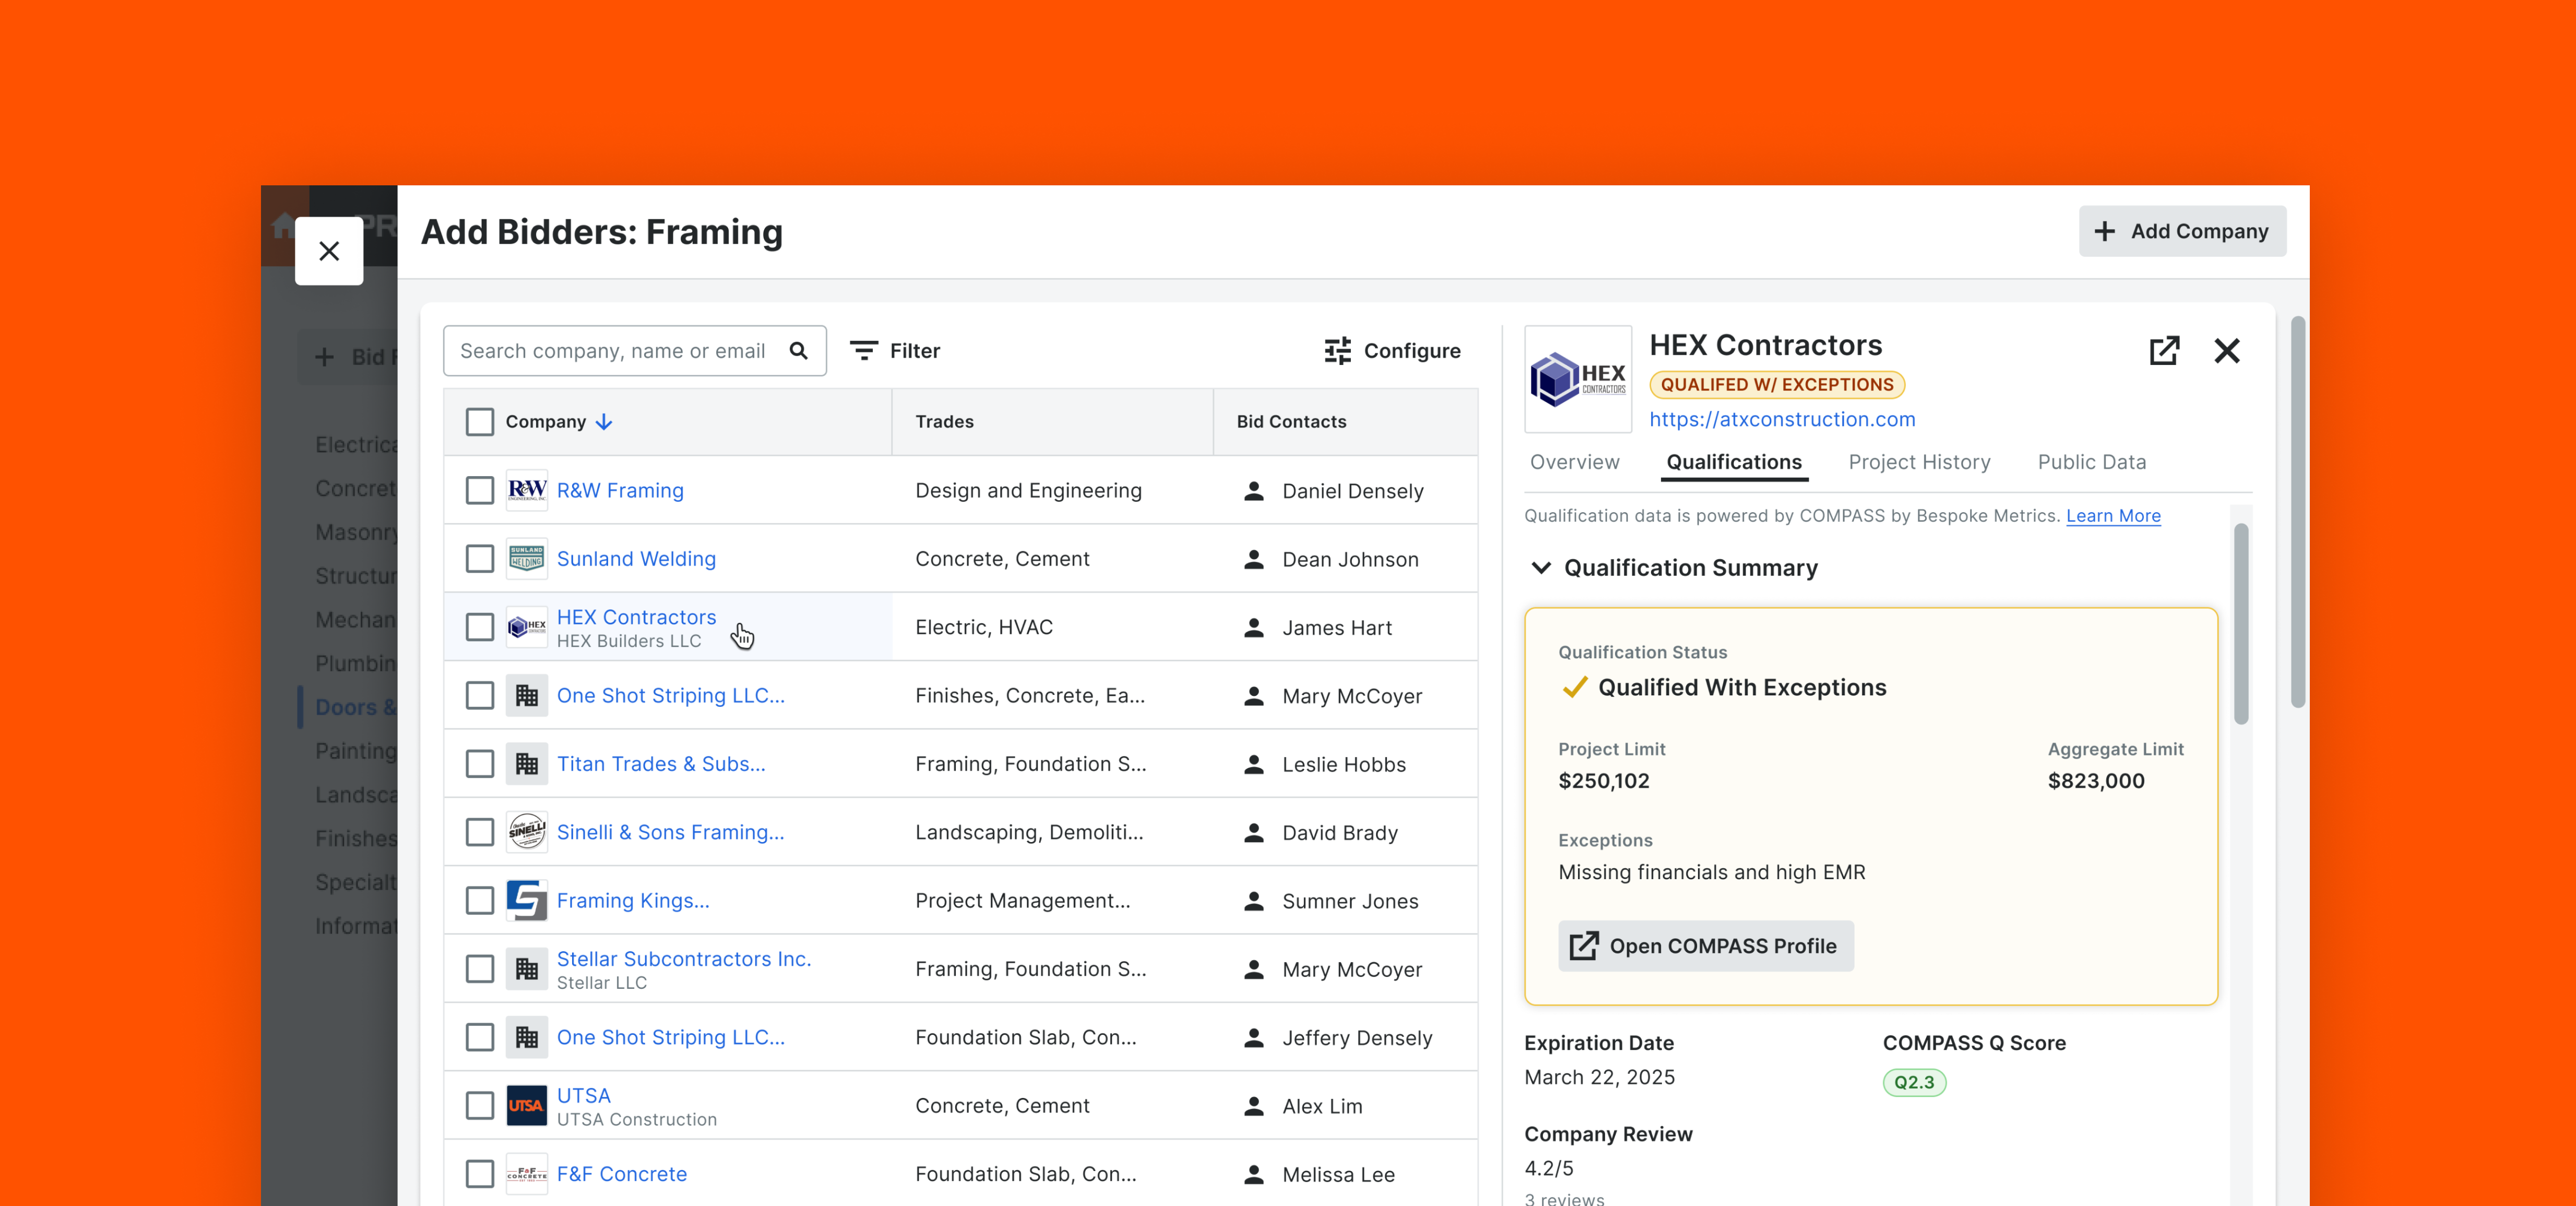 PR
Add Bidders: Framing
+ Add Company
+ Bid
Search company, name or email
Filter
Configure
Company
Trades
Bid Contacts
R&W Framing
Design and Engineering
Daniel Densely
SUNLAND
WELDING
Sunland Welding
Concrete, Cement
Dean Johnson
HEX
HEX Contractors
HEX Builders LLC
Electric, HVAC
James Hart
One Shot Striping LLC...
Finishes, Concrete, Ea...
Mary McCoyer
Titan Trades & Subs...
Framing, Foundation S...
Leslie Hobbs
SINELLI
Sinelli & Sons Framing...
Landscaping, Demoliti...
David Brady
Framing Kings...
Project Management...
Sumner Jones
Stellar Subcontractors Inc.
Stellar LLC
Framing, Foundation S...
Mary McCoyer
One Shot Striping LLC...
Foundation Slab, Con...
Jeffery Densely
UTSA
UTSA
UTSA Construction
Concrete, Cement
Alex Lim
F&F
CONCRETE
F&F Concrete
Foundation Slab, Con...
Melissa Lee
Electrica
Concret
Masonry
Structur
Mechan
Plumbin
Doors &
Painting
Landsca
Finishes
Specialt
Informat
HEX
CONTRACTORS
HEX Contractors
QUALIFED W/ EXCEPTIONS
https://atxconstruction.com
Overview
Qualifications
Project History
Public Data
Qualification data is powered by COMPASS by Bespoke Metrics. Learn More
Qualification Summary
Qualification Status
Qualified With Exceptions
Project Limit
$250,102
Aggregate Limit
$823,000
Exceptions
Missing financials and high EMR
Open COMPASS Profile
Expiration Date
March 22, 2025
COMPASS Q Score
Q2.3
Company Review
4.2/5
3 reviews